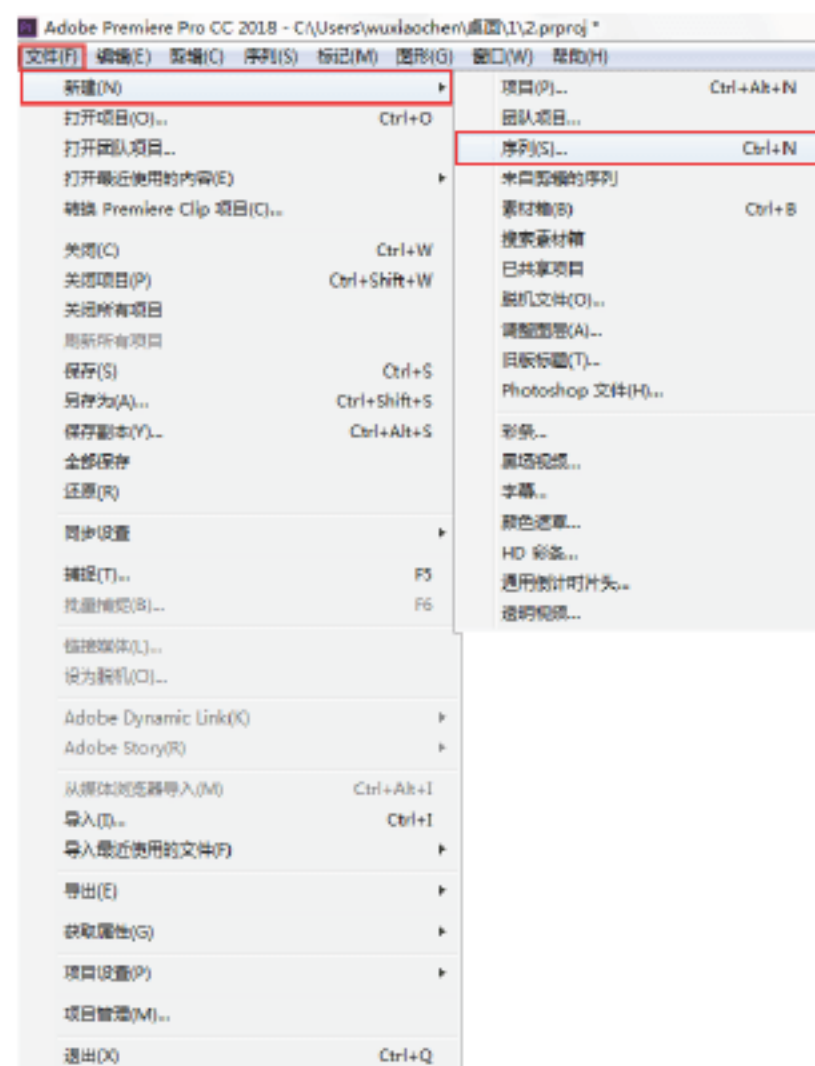 Adobe Premiere Pro CC 2018 - C:\Users\wuxiaochen\桌面\1\2.prproj *
文件(F) 编辑(E) 剪辑(C) 序列(S) 标记(M) 图形(G) 窗口(W) 帮助(H)
新建(N)
打开项目(O)... Ctrl+O
打开团队项目...
打开最近使用的内容(E)
转换 Premiere Clip 项目(C)...
关闭(C) Ctrl+W
关闭项目(P) Ctrl+Shift+W
关闭所有项目
刷新所有项目
保存(S) Ctrl+S
另存为(A)... Ctrl+Shift+S
保存副本(Y)... Ctrl+Alt+S
全部保存
还原(R)
同步设置
捕捉(T)... F5
批量捕捉(B)... F6
链接媒体(L)...
设为脱机(O)...
Adobe Dynamic Link(K)
Adobe Story(R)
从媒体浏览器导入(M) Ctrl+Alt+I
导入(I)... Ctrl+I
导入最近使用的文件(F)
导出(E)
获取属性(G)
项目设置(P)
项目管理(M)...
退出(X) Ctrl+Q
项目(P)... Ctrl+Alt+N
团队项目...
序列(S)... Ctrl+N
来自剪辑的序列
素材箱(B) Ctrl+B
搜索素材箱
已共享项目
脱机文件(O)...
调整图层(A)...
旧版标题(T)...
Photoshop 文件(H)...
彩条...
黑场视频...
字幕...
颜色遮罩...
HD 彩条...
通用倒计时片头...
透明视频...